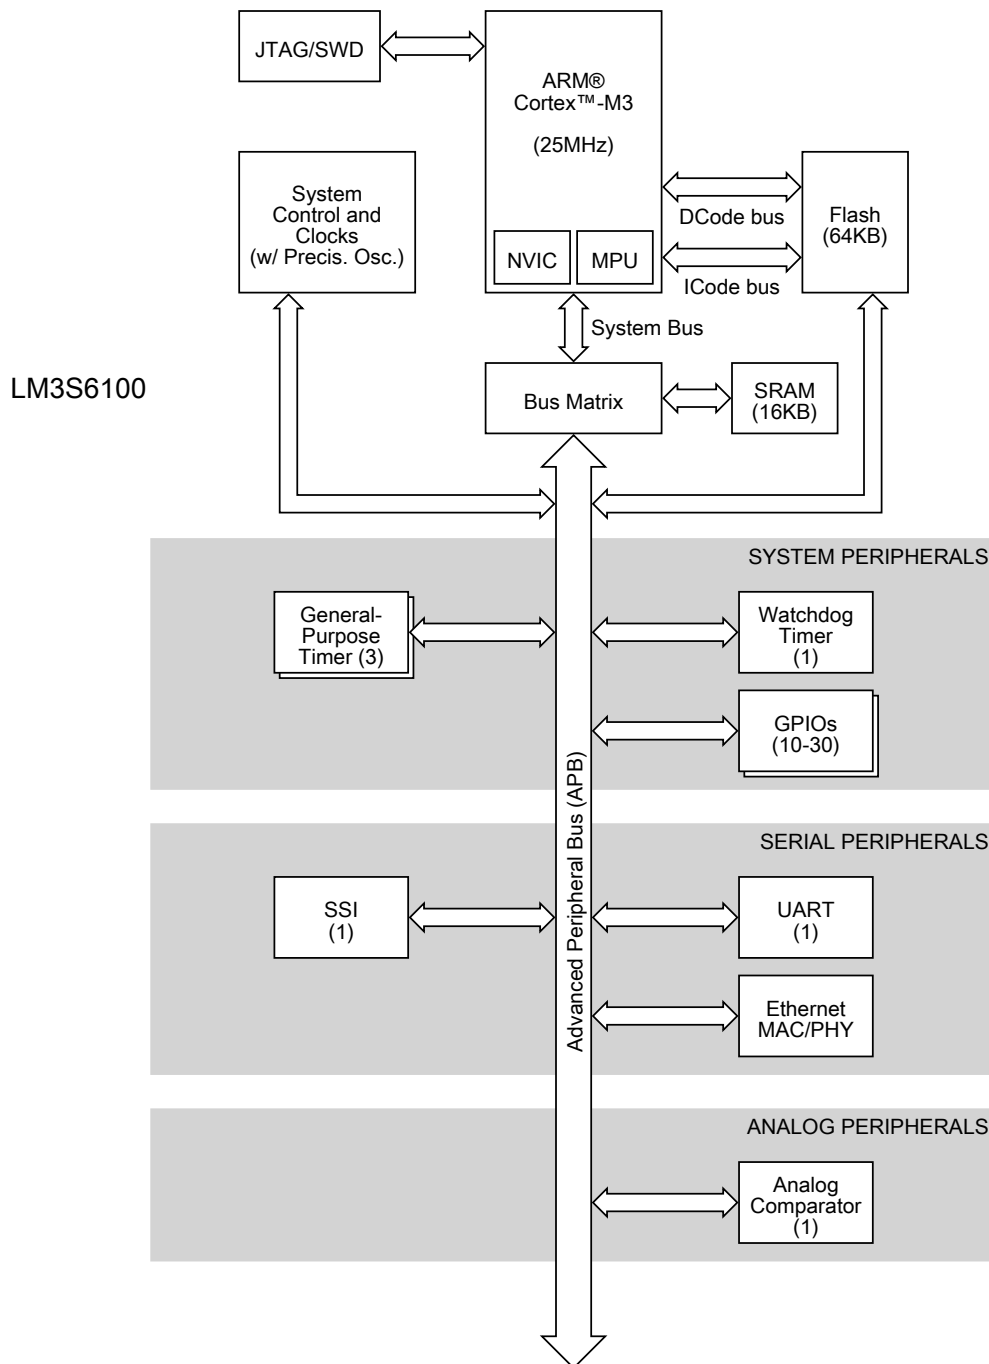 JTAG/SWD
ARM®
Cortex™-M3
(25MHz)
System
Control and
Clocks
(w/ Precis. Osc.)
DCode bus
Flash
(64KB)
NVIC
MPU
ICode bus
System Bus
LM3S6100
Bus Matrix
SRAM
(16KB)
SYSTEM PERIPHERALS
General-
Purpose
Timer (3)
Watchdog
Timer
(1)
GPIOs
(10-30)
Advanced Peripheral Bus (APB)
SERIAL PERIPHERALS
SSI
(1)
UART
(1)
Ethernet
MAC/PHY
ANALOG PERIPHERALS
Analog
Comparator
(1)